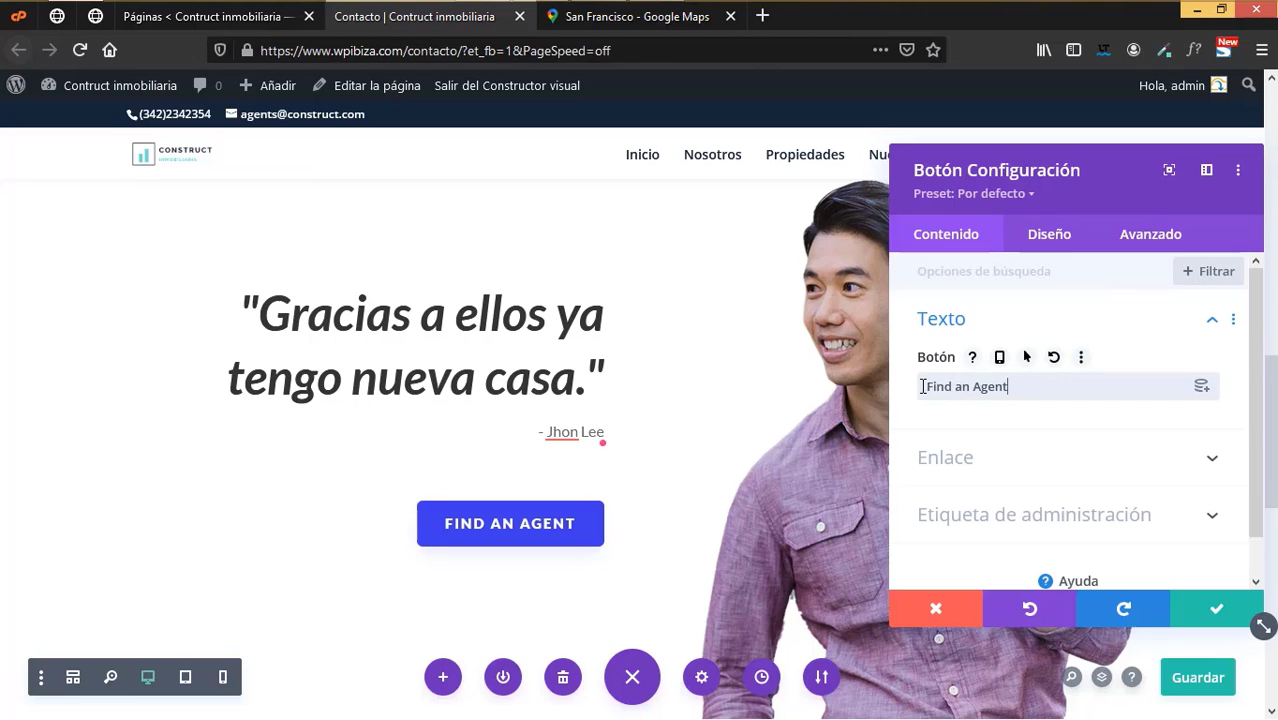 Páginas < Contruct inmobiliaria —
Contacto | Contruct inmobiliaria
San Francisco - Google Maps
https://www.wpibiza.com/contacto/?et_fb=1&PageSpeed=off
New
Contruct inmobiliaria
0
Añadir
Editar la página
Salir del Constructor visual
Hola, admin
(342)2342354
agents@construct.com
CONSTRUCT
INMOBILIARIA
Inicio
Nosotros
Propiedades
"Gracias a ellos ya
tengo nueva casa."
- Jhon Lee
FIND AN AGENT
Botón Configuración
Preset: Por defecto
Contenido
Diseño
Avanzado
Opciones de búsqueda
+ Filtrar
Texto
Botón
Find an Agent
Enlace
Etiqueta de administración
Ayuda
Guardar